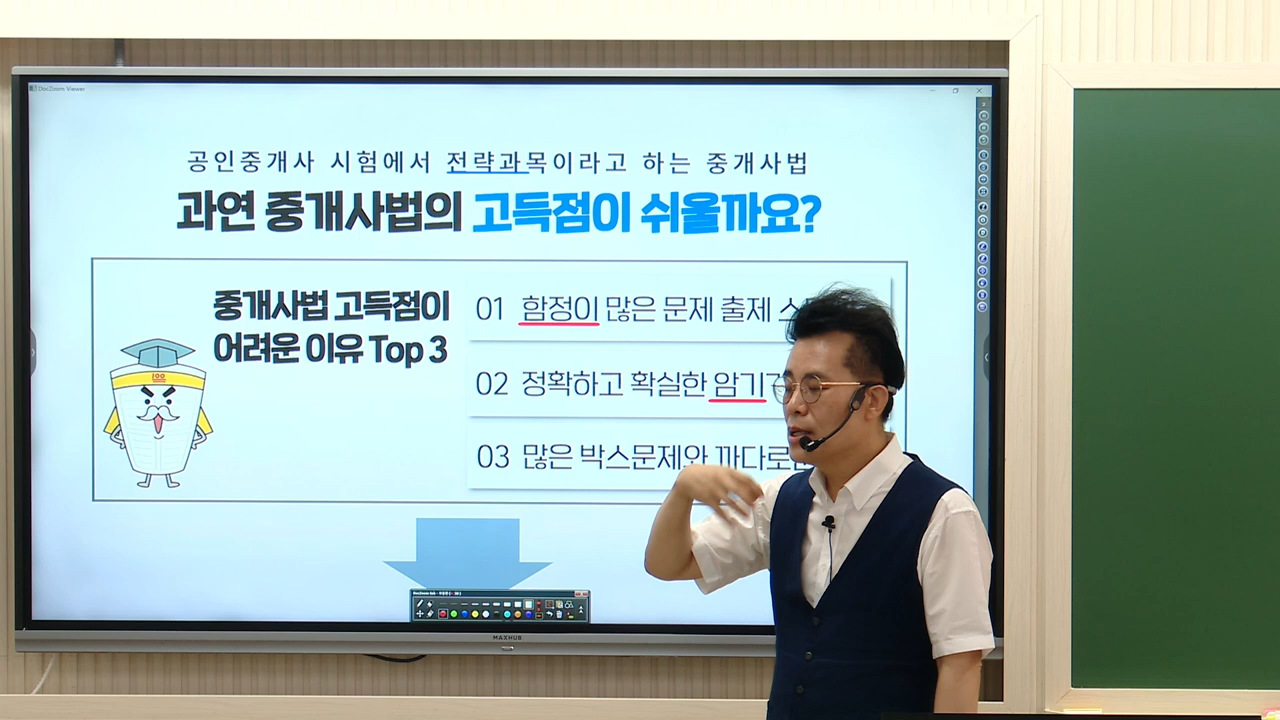 DocZoom Viewer
공인중개사 시험에서 전략과목이라고 하는 중개사법
과연 중개사법의 고득점이 쉬울까요?
중개사법 고득점이
어려운 이유 Top 3
100
01 함정이 많은 문제 출제
02 정확하고 확실한 암기
03 많은 박스문제와
MAXHUB